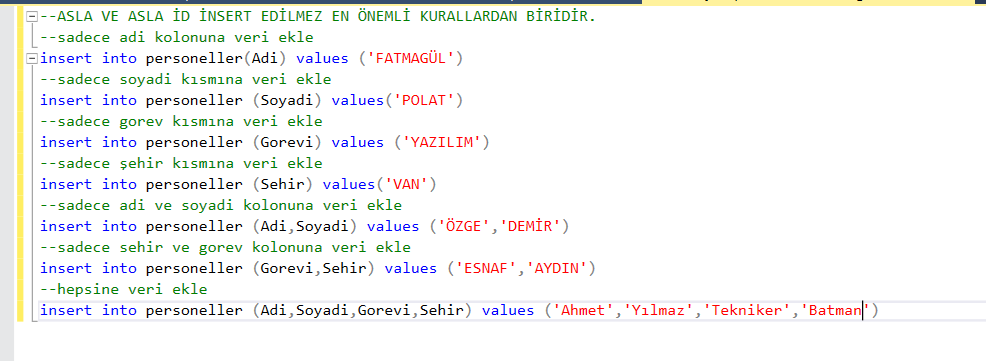 --ASLA VE ASLA İD İNSERT EDİLMEZ EN ÖNEMLİ KURALLARDAN BİRİDİR.
--sadece adi kolonuna veri ekle
insert into personeller(Adi) values ('FATMAGÜL')
--sadece soyadi kısmına veri ekle
insert into personeller (Soyadi) values('POLAT')
--sadece gorev kısmına veri ekle
insert into personeller (Gorevi) values ('YAZILIM')
--sadece şehir kısmına veri ekle
insert into personeller (Sehir) values('VAN')
--sadece adi ve soyadi kolonuna veri ekle
insert into personeller (Adi,Soyadi) values ('ÖZGE','DEMİR')
--sadece sehir ve gorev kolonuna veri ekle
insert into personeller (Gorevi,Sehir) values ('ESNAF','AYDIN')
--hepsine veri ekle
insert into personeller (Adi,Soyadi,Gorevi,Sehir) values ('Ahmet','Yılmaz','Tekniker','Batman')